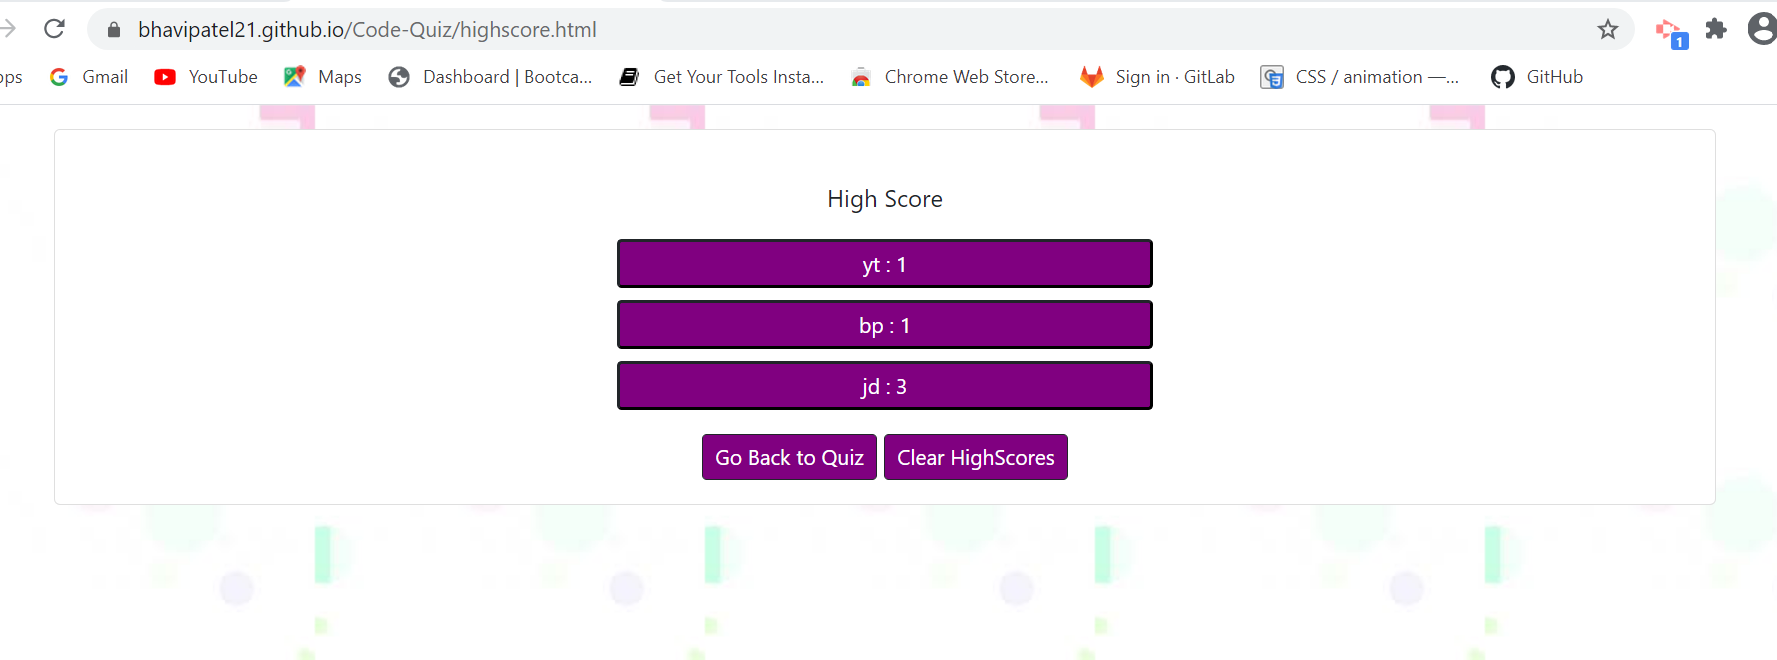 bhavipatel21.github.io/Code-Quiz/highscore.html
1
Gmail YouTube Maps Dashboard | Bootca... Get Your Tools Insta... Chrome Web Store... Sign in · GitLab CSS / animation —... GitHub
High Score
yt : 1
bp : 1
jd : 3
Go Back to Quiz Clear HighScores